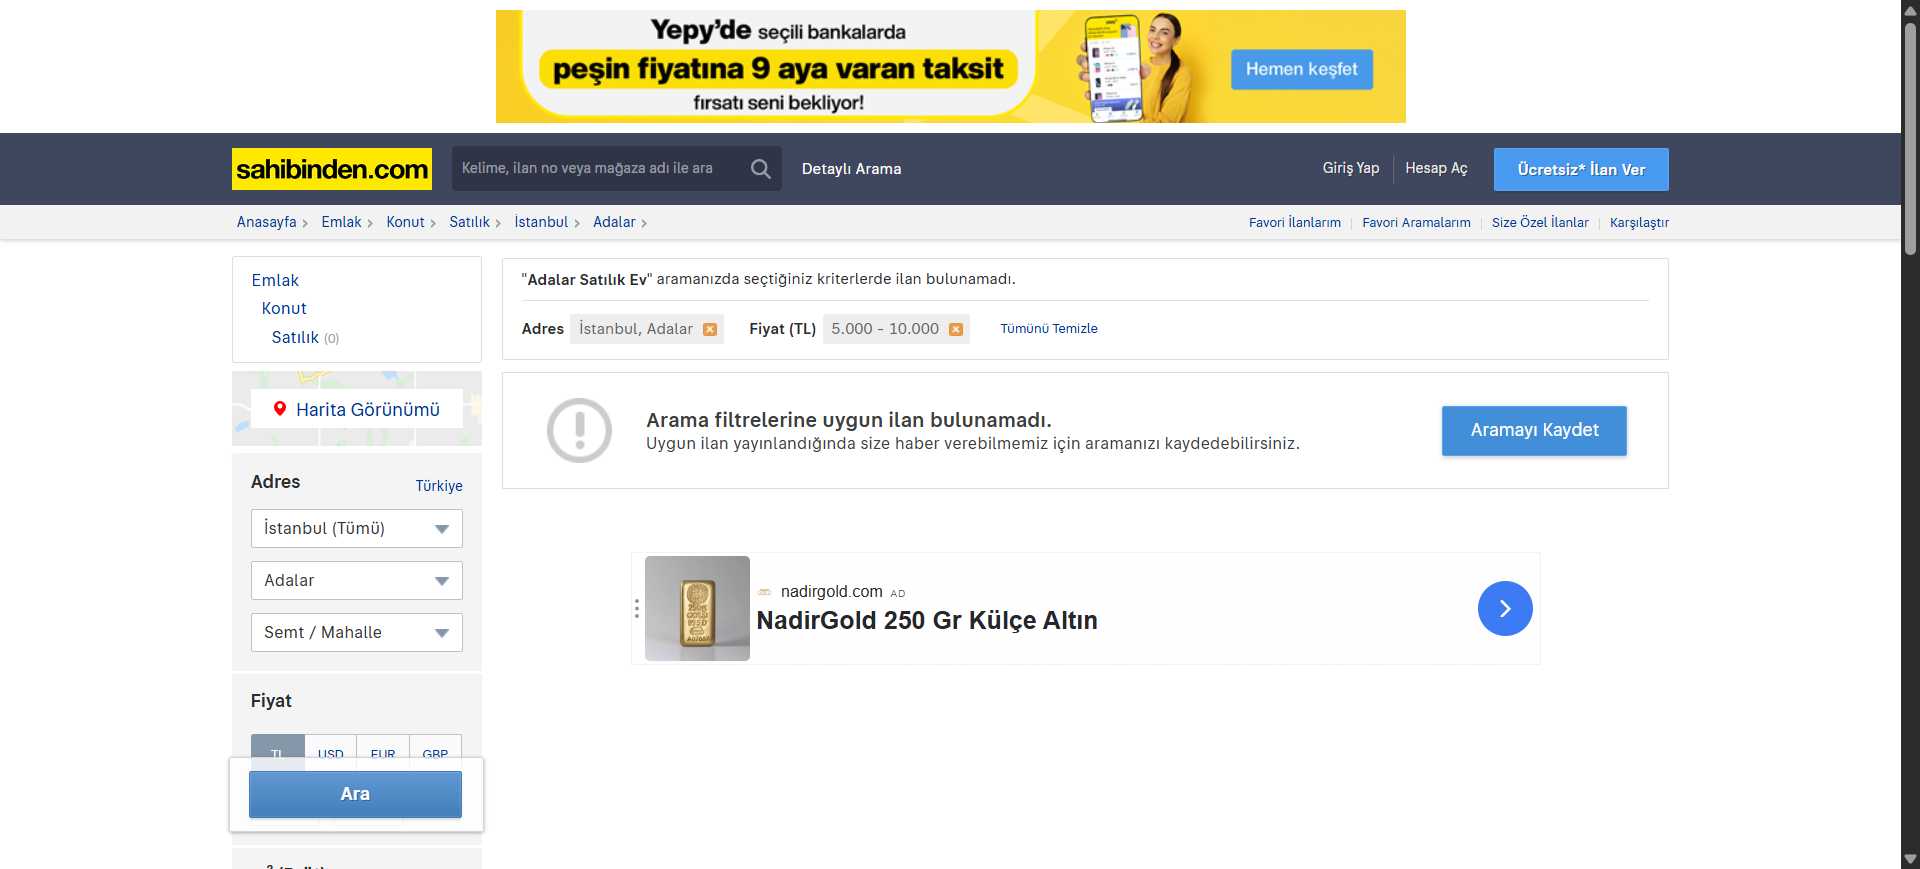 Yepy'de seçili bankalarda
peşin fiyatına 9 aya varan taksit
fırsatı seni bekliyor!
Hemen keşfet
sahibinden.com
Kelime, ilan no veya mağaza adı ile ara
Detaylı Arama
Giriş Yap
Hesap Aç
Ücretsiz* İlan Ver
Anasayfa > Emlak > Konut > Satılık > İstanbul > Adalar >
Favori İlanlarım | Favori Aramalarım | Size Özel İlanlar | Karşılaştır
Emlak
Konut
Satılık (0)
Harita Görünümü
Adres
Türkiye
İstanbul (Tümü)
Adalar
Semt / Mahalle
Fiyat
TL USD EUR GBP
Ara
"Adalar Satılık Ev" aramanızda seçtiğiniz kriterlerde ilan bulunamadı.
Adres İstanbul, Adalar Fiyat (TL) 5.000 - 10.000 Tümünü Temizle
Arama filtrelerine uygun ilan bulunamadı.
Uygun ilan yayınlandığında size haber verebilmemiz için aramanızı kaydedebilirsiniz.
Aramayı Kaydet
nadirgold.com AD
NadirGold 250 Gr Külçe Altın